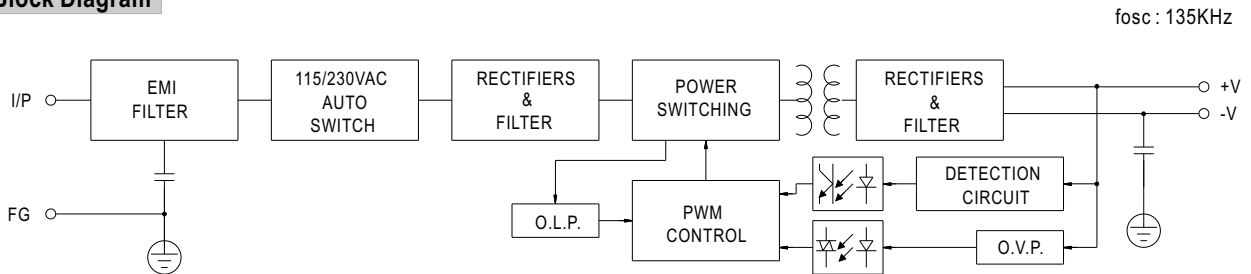 Block Diagram
fosc : 135KHz
I/P
EMI
FILTER
115/230VAC
AUTO
SWITCH
RECTIFIERS
&
FILTER
POWER
SWITCHING
RECTIFIERS
&
FILTER
+V
-V
FG
O.L.P.
PWM
CONTROL
DETECTION
CIRCUIT
O.V.P.